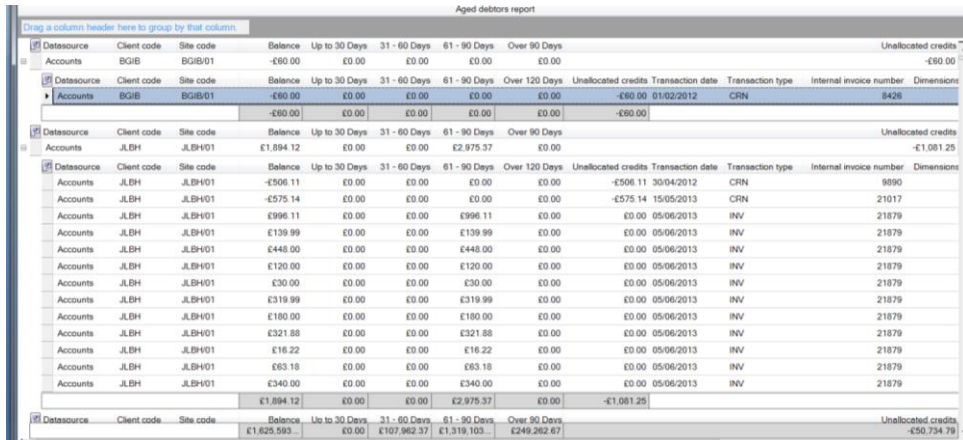 Aged debtors report
Drag a column header here to group by that column.
Datasource Client code Site code Balance Up to 30 Days 31 - 60 Days 61 - 90 Days Over 90 Days Unallocated credits
Accounts BGIB BGIB/01 -£60.00 £0.00 £0.00 £0.00 £0.00 -£60.00
Datasource Client code Site code Balance Up to 30 Days 31 - 60 Days 61 - 90 Days Over 120 Days Unallocated credits Transaction date Transaction type Internal invoice number Dimensions
Accounts BGIB BGIB/01 -£60.00 £0.00 £0.00 £0.00 £0.00 -£60.00 01/02/2012 CRN 8426
-£60.00 £0.00 £0.00 £0.00 £0.00 -£60.00
Datasource Client code Site code Balance Up to 30 Days 31 - 60 Days 61 - 90 Days Over 90 Days Unallocated credits
Accounts JLBH JLBH/01 £1,894.12 £0.00 £0.00 £2,975.37 £0.00 -£1,081.25
Datasource Client code Site code Balance Up to 30 Days 31 - 60 Days 61 - 90 Days Over 120 Days Unallocated credits Transaction date Transaction type Internal invoice number Dimensions
Accounts JLBH JLBH/01 -£506.11 £0.00 £0.00 £0.00 £0.00 -£506.11 30/04/2012 CRN 9890
Accounts JLBH JLBH/01 -£575.14 £0.00 £0.00 £0.00 £0.00 -£575.14 15/05/2013 CRN 21017
Accounts JLBH JLBH/01 £996.11 £0.00 £0.00 £996.11 £0.00 £0.00 05/06/2013 INV 21879
Accounts JLBH JLBH/01 £139.99 £0.00 £0.00 £139.99 £0.00 £0.00 05/06/2013 INV 21879
Accounts JLBH JLBH/01 £448.00 £0.00 £0.00 £448.00 £0.00 £0.00 05/06/2013 INV 21879
Accounts JLBH JLBH/01 £120.00 £0.00 £0.00 £120.00 £0.00 £0.00 05/06/2013 INV 21879
Accounts JLBH JLBH/01 £30.00 £0.00 £0.00 £30.00 £0.00 £0.00 05/06/2013 INV 21879
Accounts JLBH JLBH/01 £319.99 £0.00 £0.00 £319.99 £0.00 £0.00 05/06/2013 INV 21879
Accounts JLBH JLBH/01 £180.00 £0.00 £0.00 £180.00 £0.00 £0.00 05/06/2013 INV 21879
Accounts JLBH JLBH/01 £321.88 £0.00 £0.00 £321.88 £0.00 £0.00 05/06/2013 INV 21879
Accounts JLBH JLBH/01 £16.22 £0.00 £0.00 £16.22 £0.00 £0.00 05/06/2013 INV 21879
Accounts JLBH JLBH/01 £63.18 £0.00 £0.00 £63.18 £0.00 £0.00 05/06/2013 INV 21879
Accounts JLBH JLBH/01 £340.00 £0.00 £0.00 £340.00 £0.00 £0.00 05/06/2013 INV 21879
£1,894.12 £0.00 £0.00 £2,975.37 £0.00 -£1,081.25
Datasource Client code Site code Balance Up to 30 Days 31 - 60 Days 61 - 90 Days Over 90 Days Unallocated credits
£1,625,593... £0.00 £107,962.37 £1,319,103... £249,262.67 -£50,734.79